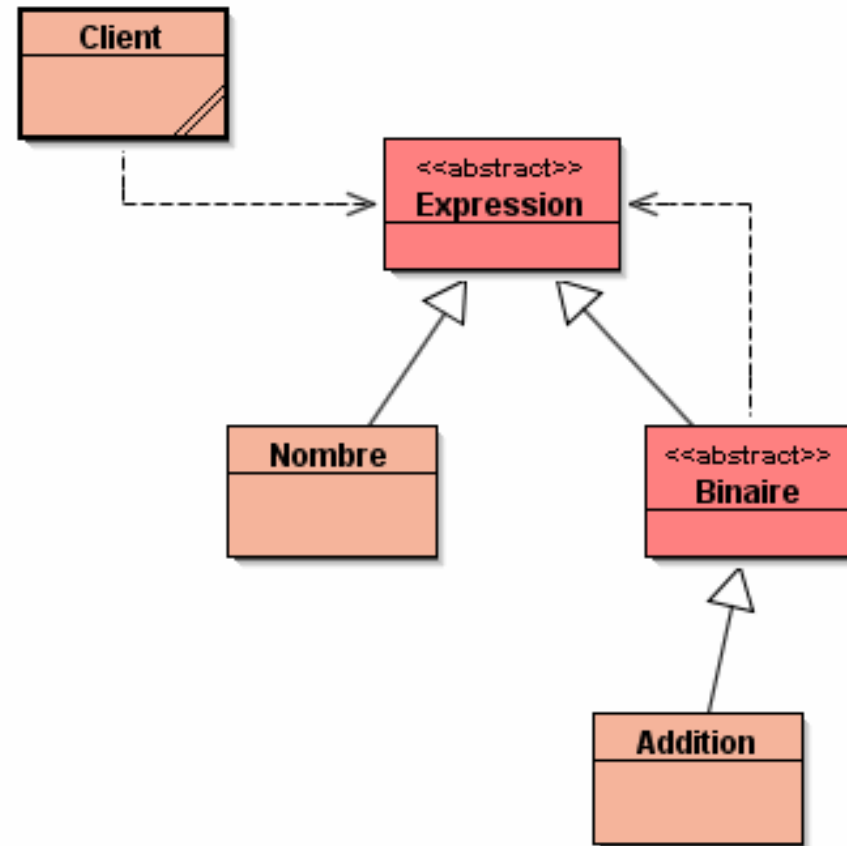 Client
<<abstract>>
Expression
Nombre
<<abstract>>
Binaire
Addition